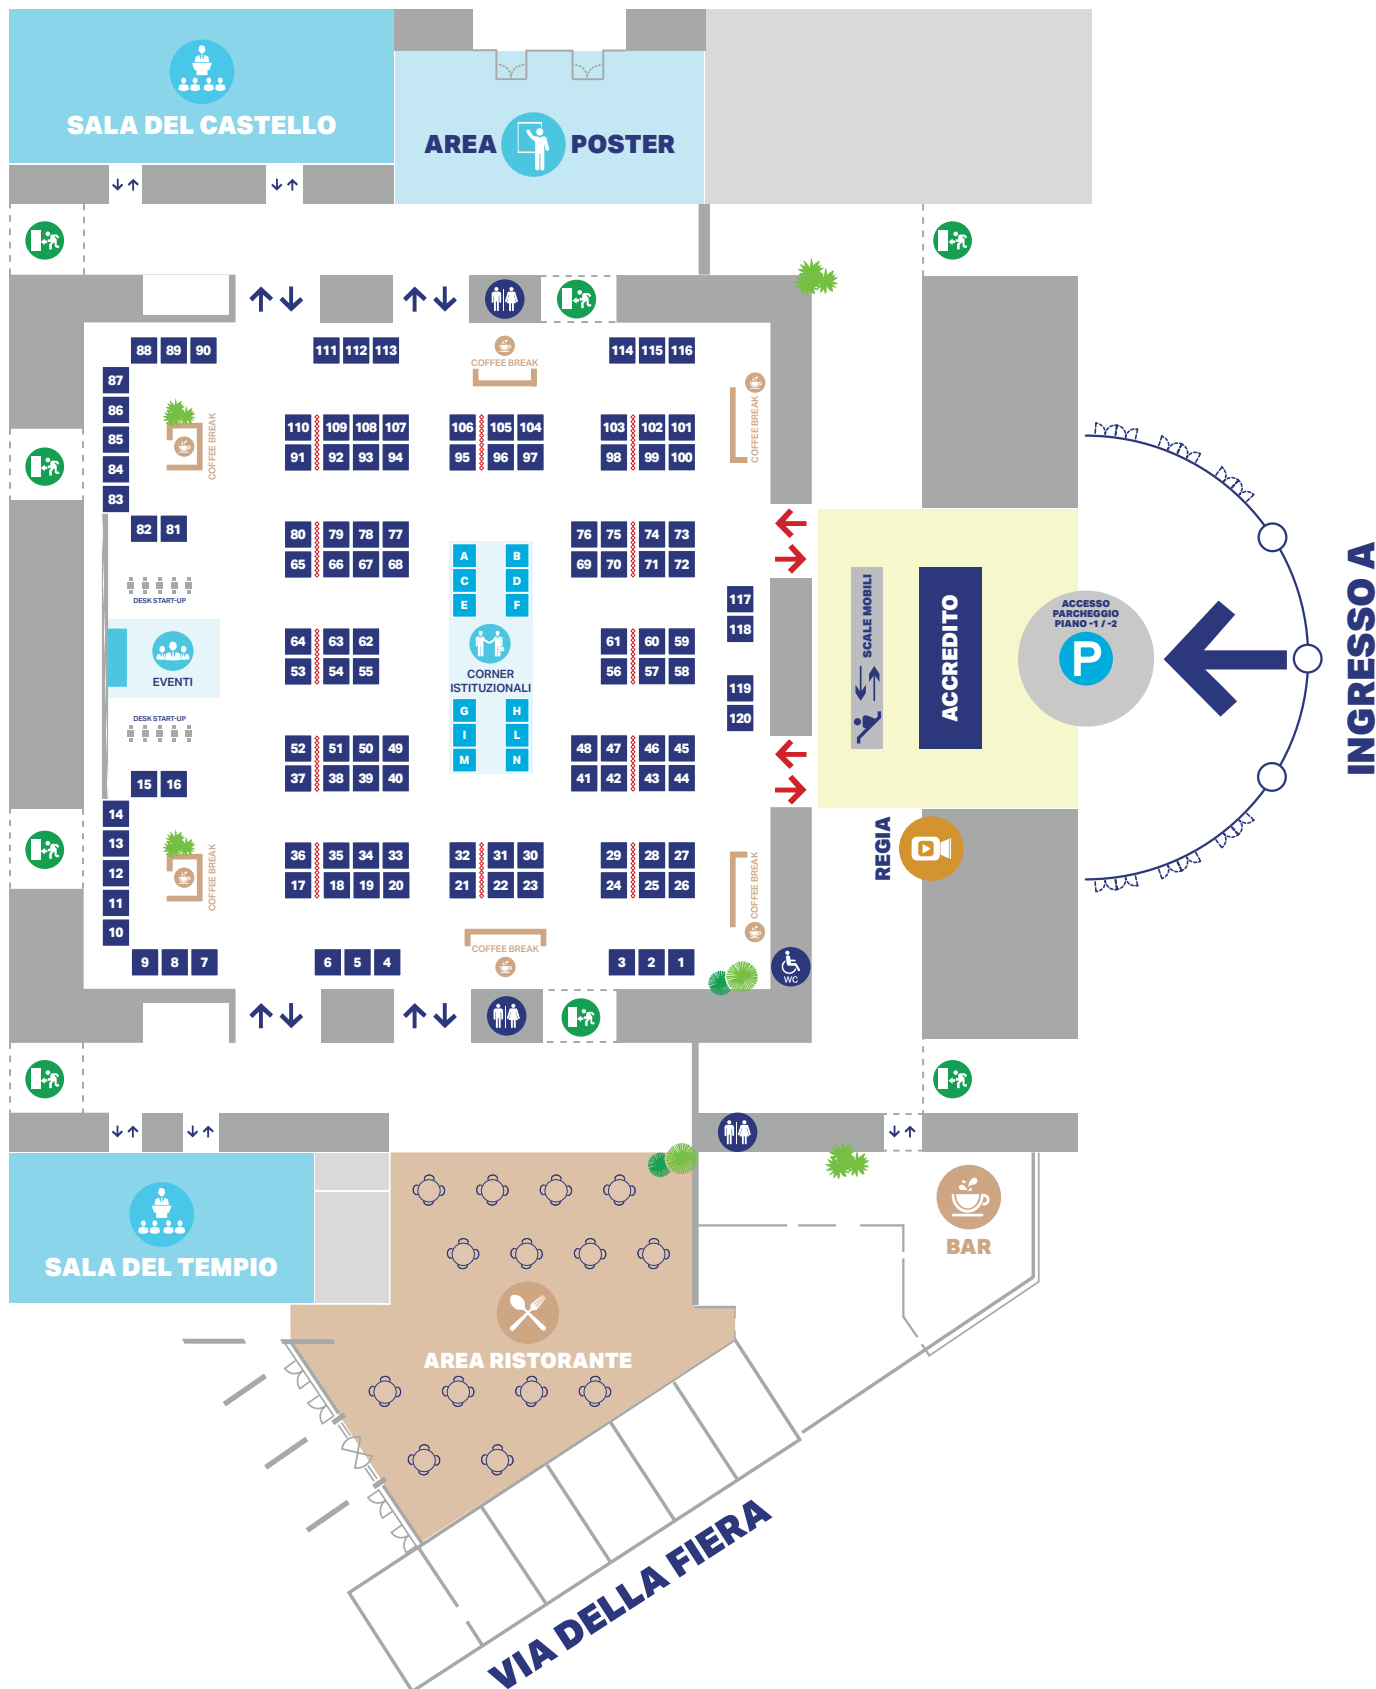 SALA DEL CASTELLO
AREA POSTER
88 89 90
111 112 113
COFFEE BREAK
114 115 116
87
86
85
84
83
COFFEE BREAK
COFFEE BREAK
110 109 108 107
106 105 104
103 102 101
91 92 93 94
95 96 97
98 99 100
82 81
80 79 78 77
76 75 74 73
65 66 67 68
69 70 71 72
A B
C D
E F
DESK START-UP
117
118
64 63 62
61 60 59
53 54 55
56 57 58
EVENTI
CORNER
ISTITUZIONALI
SCALE MOBILI
ACCREDITO
ACCESSO
PARCHEGGIO
PIANO -1 / -2
P
INGRESSO A
119
120
G H
I L
M N
DESK START-UP
52 51 50 49
48 47 46 45
37 38 39 40
41 42 43 44
15 16
14
13
12
11
10
COFFEE BREAK
REGIA
36 35 34 33
32 31 30
29 28 27
17 18 19 20
21 22 23
24 25 26
COFFEE BREAK
COFFEE BREAK
9 8 7
6 5 4
3 2 1
WC
SALA DEL TEMPIO
BAR
AREA RISTORANTE
VIA DELLA FIERA